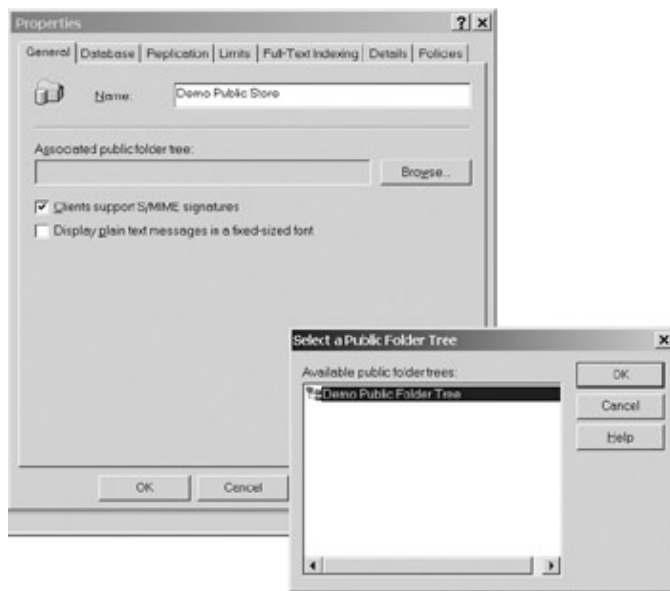 Properties
General Database Replication Limits Full-Text Indexing Details Policies
Name: Demo Public Store
Associated public folder tree:
Browse...
Clients support S/MIME signatures
Display plain text messages in a fixed-sized font
OK Cancel
Select a Public Folder Tree
Available public folder trees:
Demo Public Folder Tree
OK
Cancel
Help